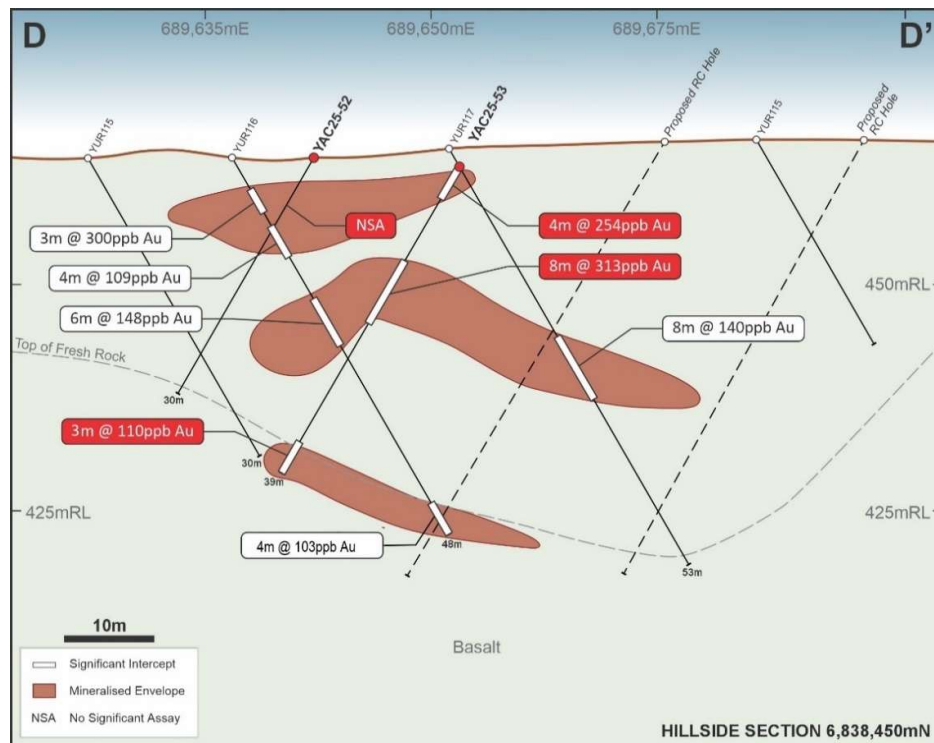 D
689,635mE
689,650mE
689,675mE
D'
YUR115
YUR116
YAC25-52
YUR117
YAC25-53
Proposed RC Hole
YUR115
Proposed
RC Hole
NSA
4m @ 254ppb Au
3m @ 300ppb Au
8m @ 313ppb Au
4m @ 109ppb Au
450mRL
6m @ 148ppb Au
8m @ 140ppb Au
Top of Fresh Rock
30m
3m @ 110ppb Au
30m
39m
425mRL
425mRL
4m @ 103ppb Au
48m
53m
10m
Basalt
Significant Intercept
Mineralised Envelope
NSA No Significant Assay
HILLSIDE SECTION 6,838,450mN